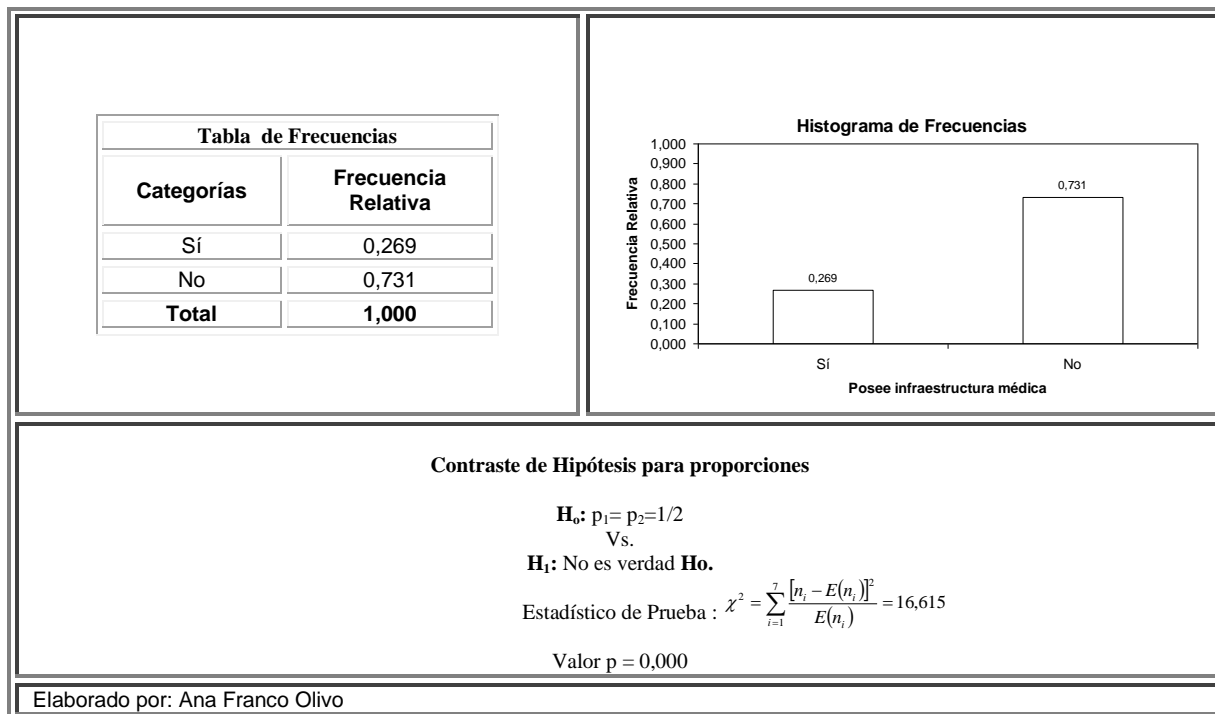 Tabla de Frecuencias
Categorías Frecuencia Relativa
Sí 0,269
No 0,731
Total 1,000
Histograma de Frecuencias
Frecuencia Relativa
1,000
0,900
0,800
0,700
0,600
0,500
0,400
0,300
0,200
0,100
0,000
0,269
0,731
Sí No
Posee infraestructura médica
Contraste de Hipótesis para proporciones
Ho: p1= p2=1/2
Vs.
H1: No es verdad Ho.
Estadístico de Prueba : χ² = ∑_{i=1}^{7} [n_i − E(n_i)]² / E(n_i) = 16,615
Valor p = 0,000
Elaborado por: Ana Franco Olivo